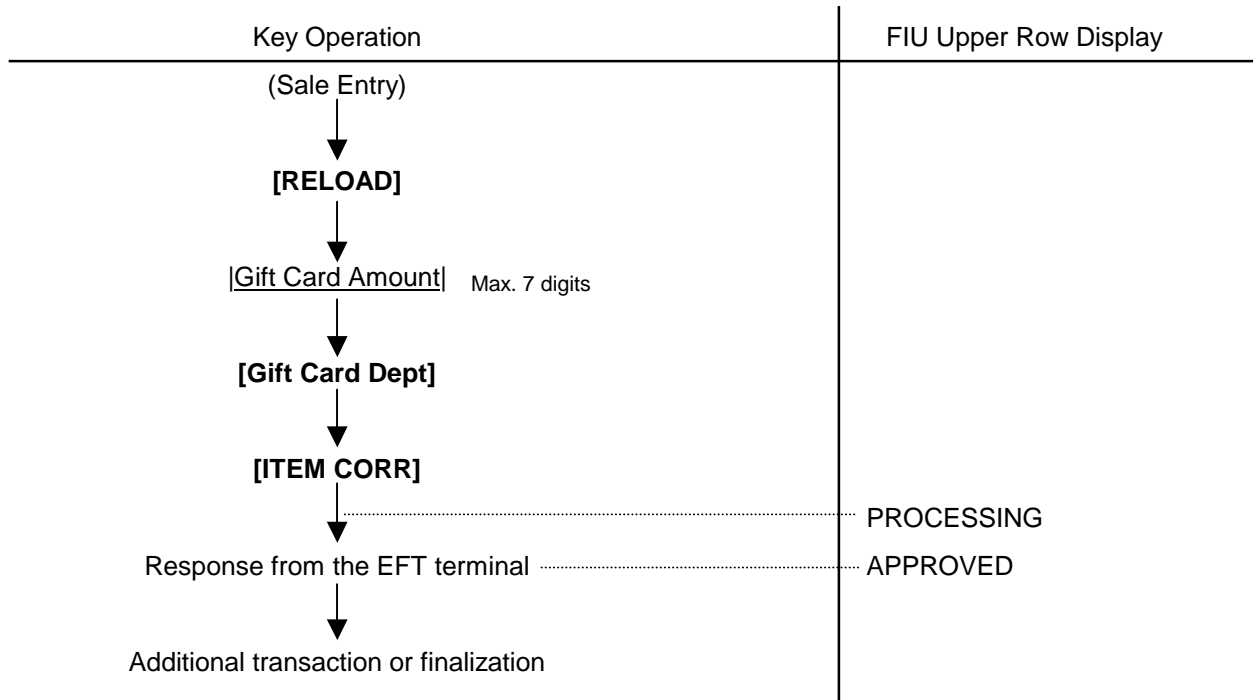 Key Operation FIU Upper Row Display
(Sale Entry)
[RELOAD]
|Gift Card Amount| Max. 7 digits
[Gift Card Dept]
[ITEM CORR]
PROCESSING
Response from the EFT terminal APPROVED
Additional transaction or finalization